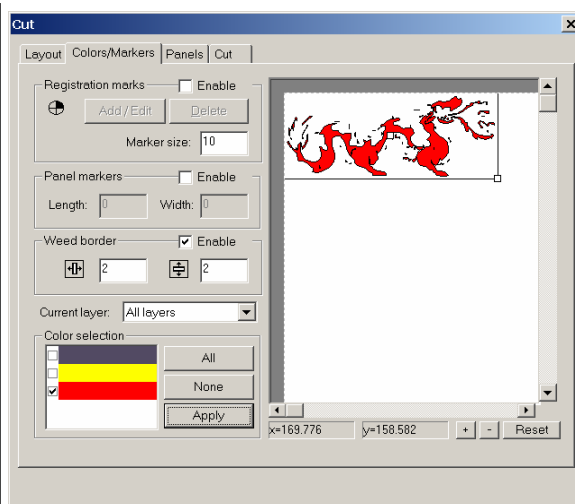 Cut
Layout Colors/Markers Panels Cut
Registration marks Enable
Add / Edit Delete
Marker size: 10
Panel markers Enable
Length: 0 Width: 0
Weed border Enable
2 2
Current layer: All layers
Color selection
All
None
Apply
x=169.776 y=158.582 + - Reset